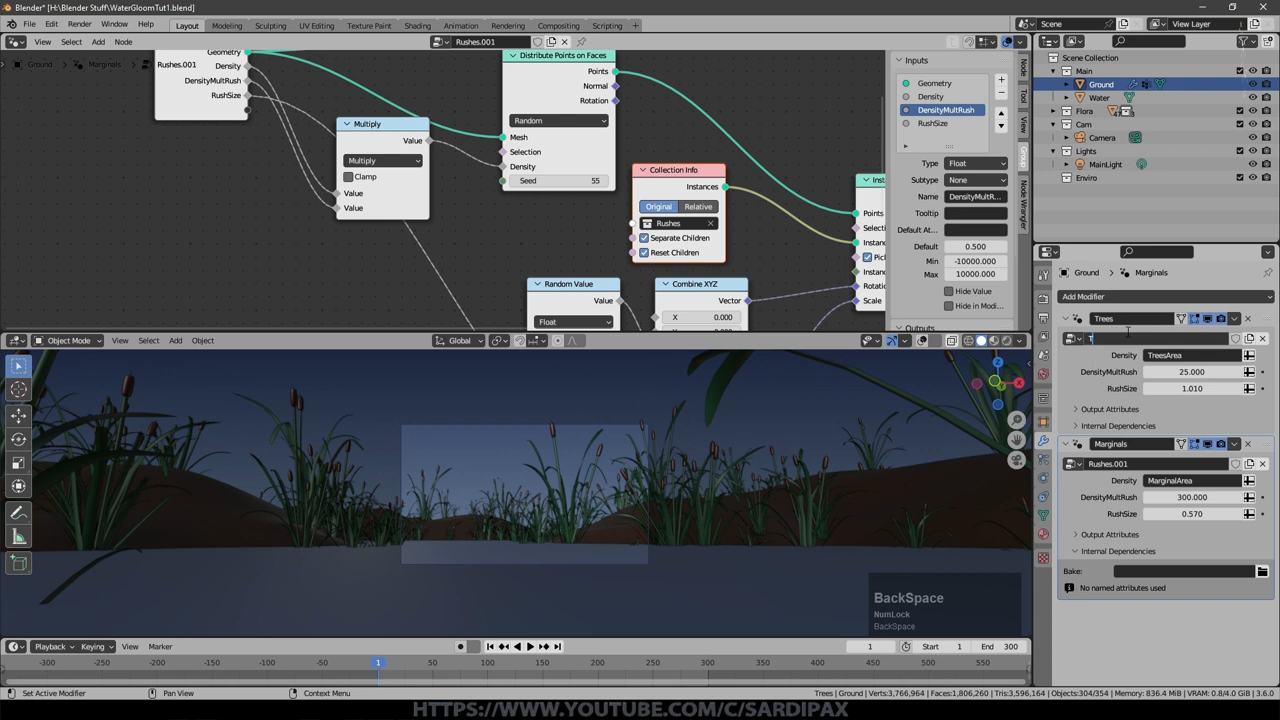 Blender* [H:\Blender Stuff\WaterGloomTut1.blend]
File Edit Render Window Help Layout Modeling Sculpting UV Editing Texture Paint Shading Animation Rendering Compositing Scripting + Scene View Layer
View Select Add Node Rushes.001
Ground Marginals
Rushes.001
Geometry
Density
DensityMultRush
RushSize
Multiply
Value
Multiply
Clamp
Value
Value
Distribute Points on Faces
Points
Normal
Rotation
Random
Mesh
Selection
Density
Seed 55
Collection Info
Instances
Original Relative
Rushes
Separate Children
Reset Children
Random Value
Value
Float
Combine XYZ
Vector
X 0.000
Inst
Points
Selecti
Instanc
Pick
Instanc
Rotatio
Scale
Inputs
Geometry
Density
DensityMultRush
RushSize
Type Float
Subtype None
Name DensityMultR...
Tooltip
Default At...
Default 0.500
Min -10000.000
Max 10000.000
Hide Value
Hide in Modi...
Outputs
Node
Tool
View
Group
Node Wrangler
Scene Collection
Main
Ground
Water
Flora
Cam
Camera
Lights
MainLight
Enviro
Ground Marginals
Add Modifier
Trees
T
Density TreesArea
DensityMultRush 25.000
RushSize 1.010
Output Attributes
Internal Dependencies
Marginals
Rushes.001
Density MarginalArea
DensityMultRush 300.000
RushSize 0.570
Output Attributes
Internal Dependencies
Bake:
No named attributes used
Object Mode View Select Add Object Global
Z
X
BackSpace
NumLock
BackSpace
Playback Keying View Marker 1 Start 1 End 300
-300 -250 -200 -150 -100 -50 1 50 100 150 200 250 300 350 400 450 500 550
Set Active Modifier Pan View Context Menu Trees | Ground | Verts:3,766,964 | Faces:1,806,260 | Tris:3,596,164 | Objects:304/354 | Memory: 836.4 MiB | VRAM: 0.8/4.0 GiB | 3.6.0
HTTPS://WWW.YOUTUBE.COM/C/SARDIPAX